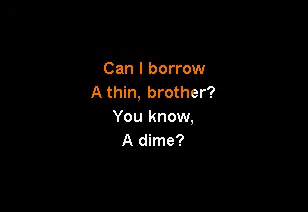 Can I borrow
A thin, brother?
You know,
A dime?